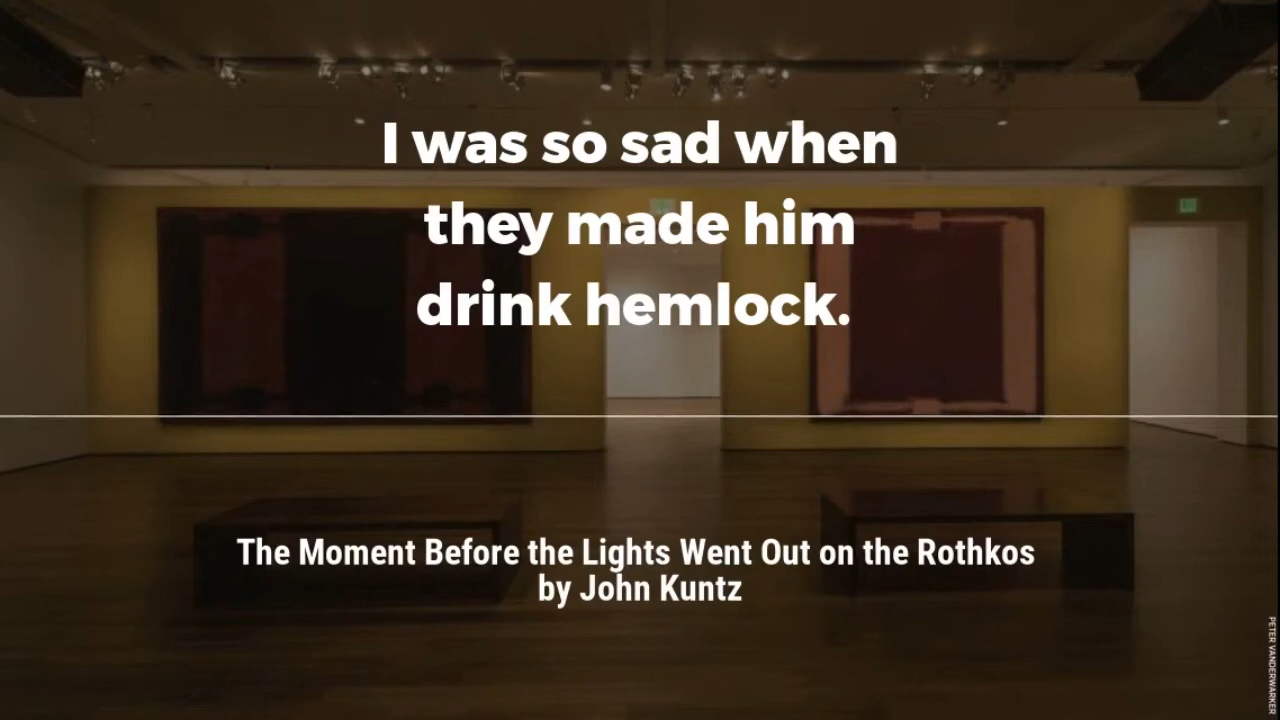 I was so sad when
they made him
drink hemlock.
The Moment Before the Lights Went Out on the Rothkos
by John Kuntz
PETER VANDERWARKER